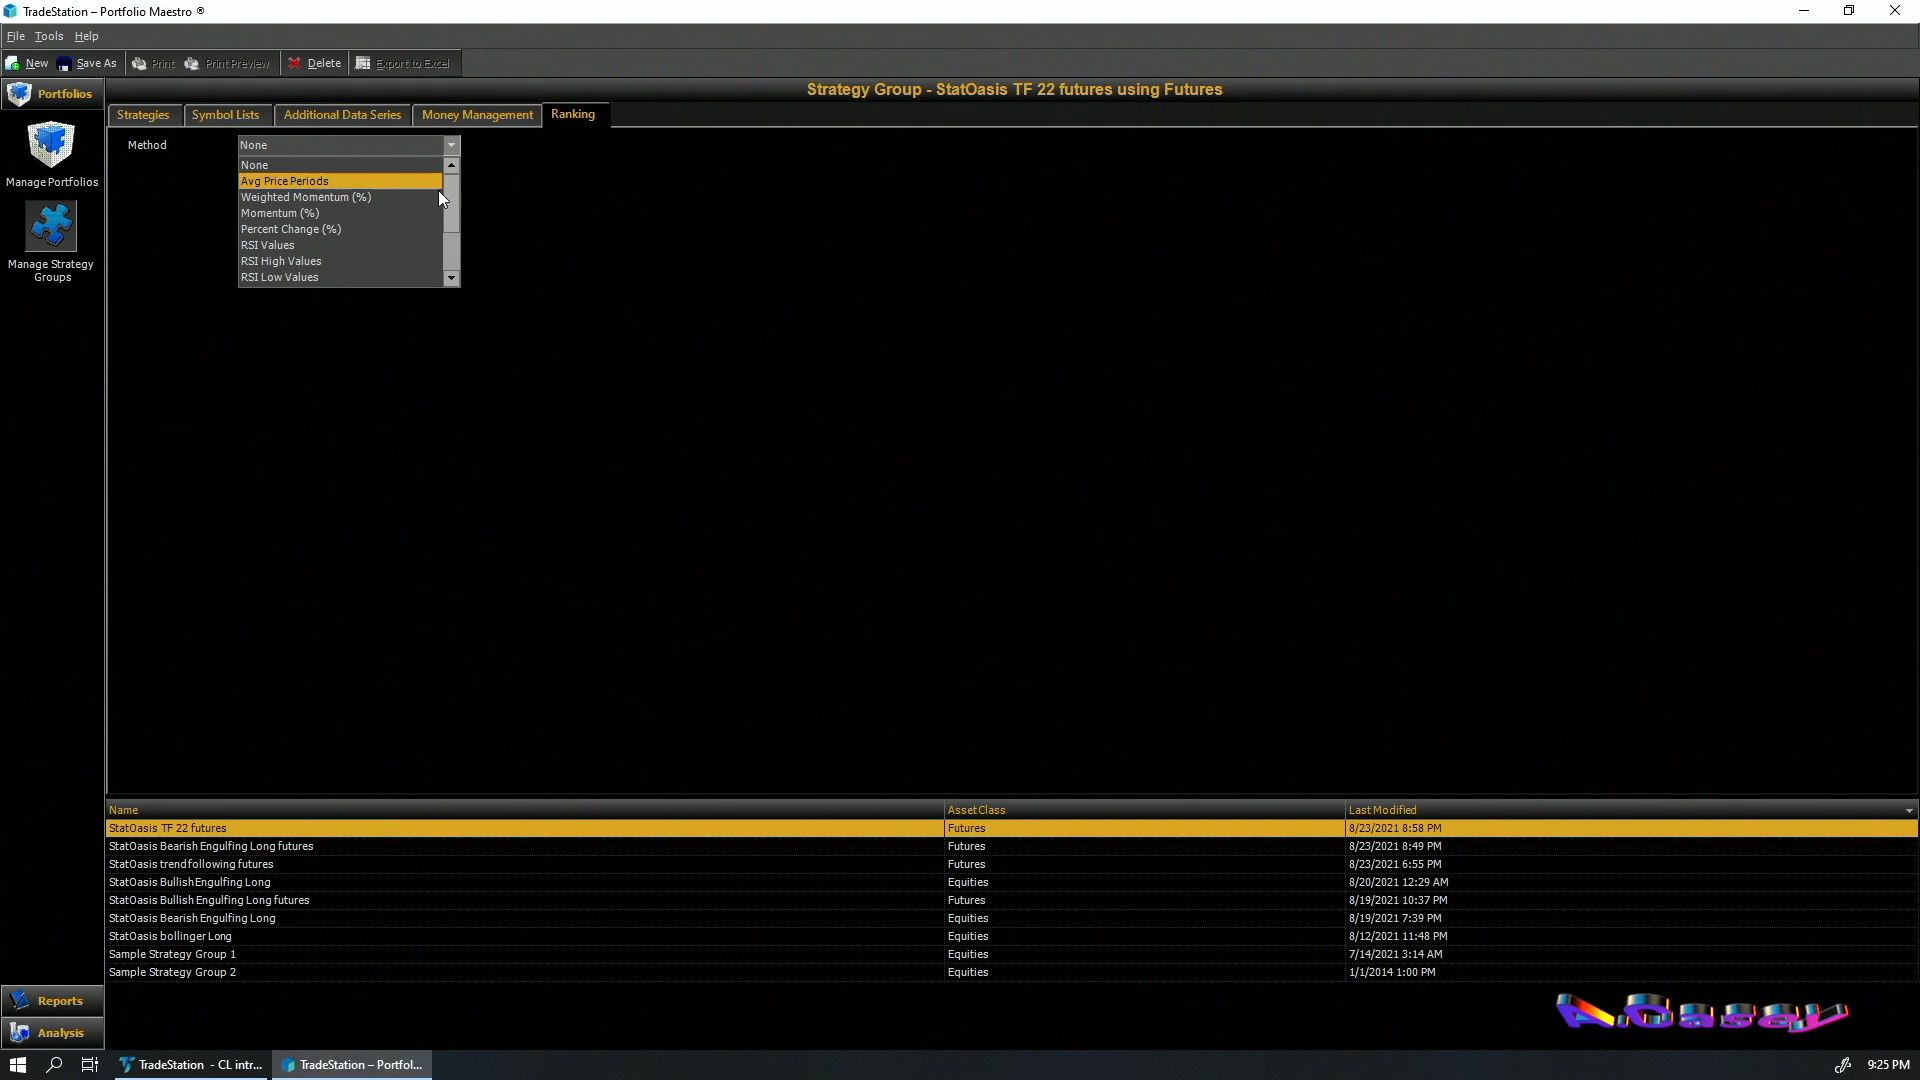 TradeStation – Portfolio Maestro ®
File Tools Help
New Save As Print Print Preview Delete Export to Excel
Portfolios
Strategy Group - StatOasis TF 22 futures using Futures
Strategies Symbol Lists Additional Data Series Money Management Ranking
Method None
None
Avg Price Periods
Weighted Momentum (%)
Momentum (%)
Percent Change (%)
RSI Values
RSI High Values
RSI Low Values
Manage Portfolios
Manage Strategy
Groups
Name AssetClass Last Modified
StatOasis TF 22 futures Futures 8/23/2021 8:58 PM
StatOasis Bearish Engulfing Long futures Futures 8/23/2021 8:49 PM
StatOasis trendfollowing futures Futures 8/23/2021 6:55 PM
StatOasis BullishEngulfing Long Equities 8/20/2021 12:29 AM
StatOasis Bullish Engulfing Long futures Futures 8/19/2021 10:37 PM
StatOasis Bearish Engulfing Long Equities 8/19/2021 7:39 PM
StatOasis bollinger Long Equities 8/12/2021 11:48 PM
Sample Strategy Group 1 Equities 7/14/2021 3:14 AM
Sample Strategy Group 2 Equities 1/1/2014 1:00 PM
Reports
Analysis
A.Casey
TradeStation - CL intr... TradeStation – Portfol... 9:25 PM